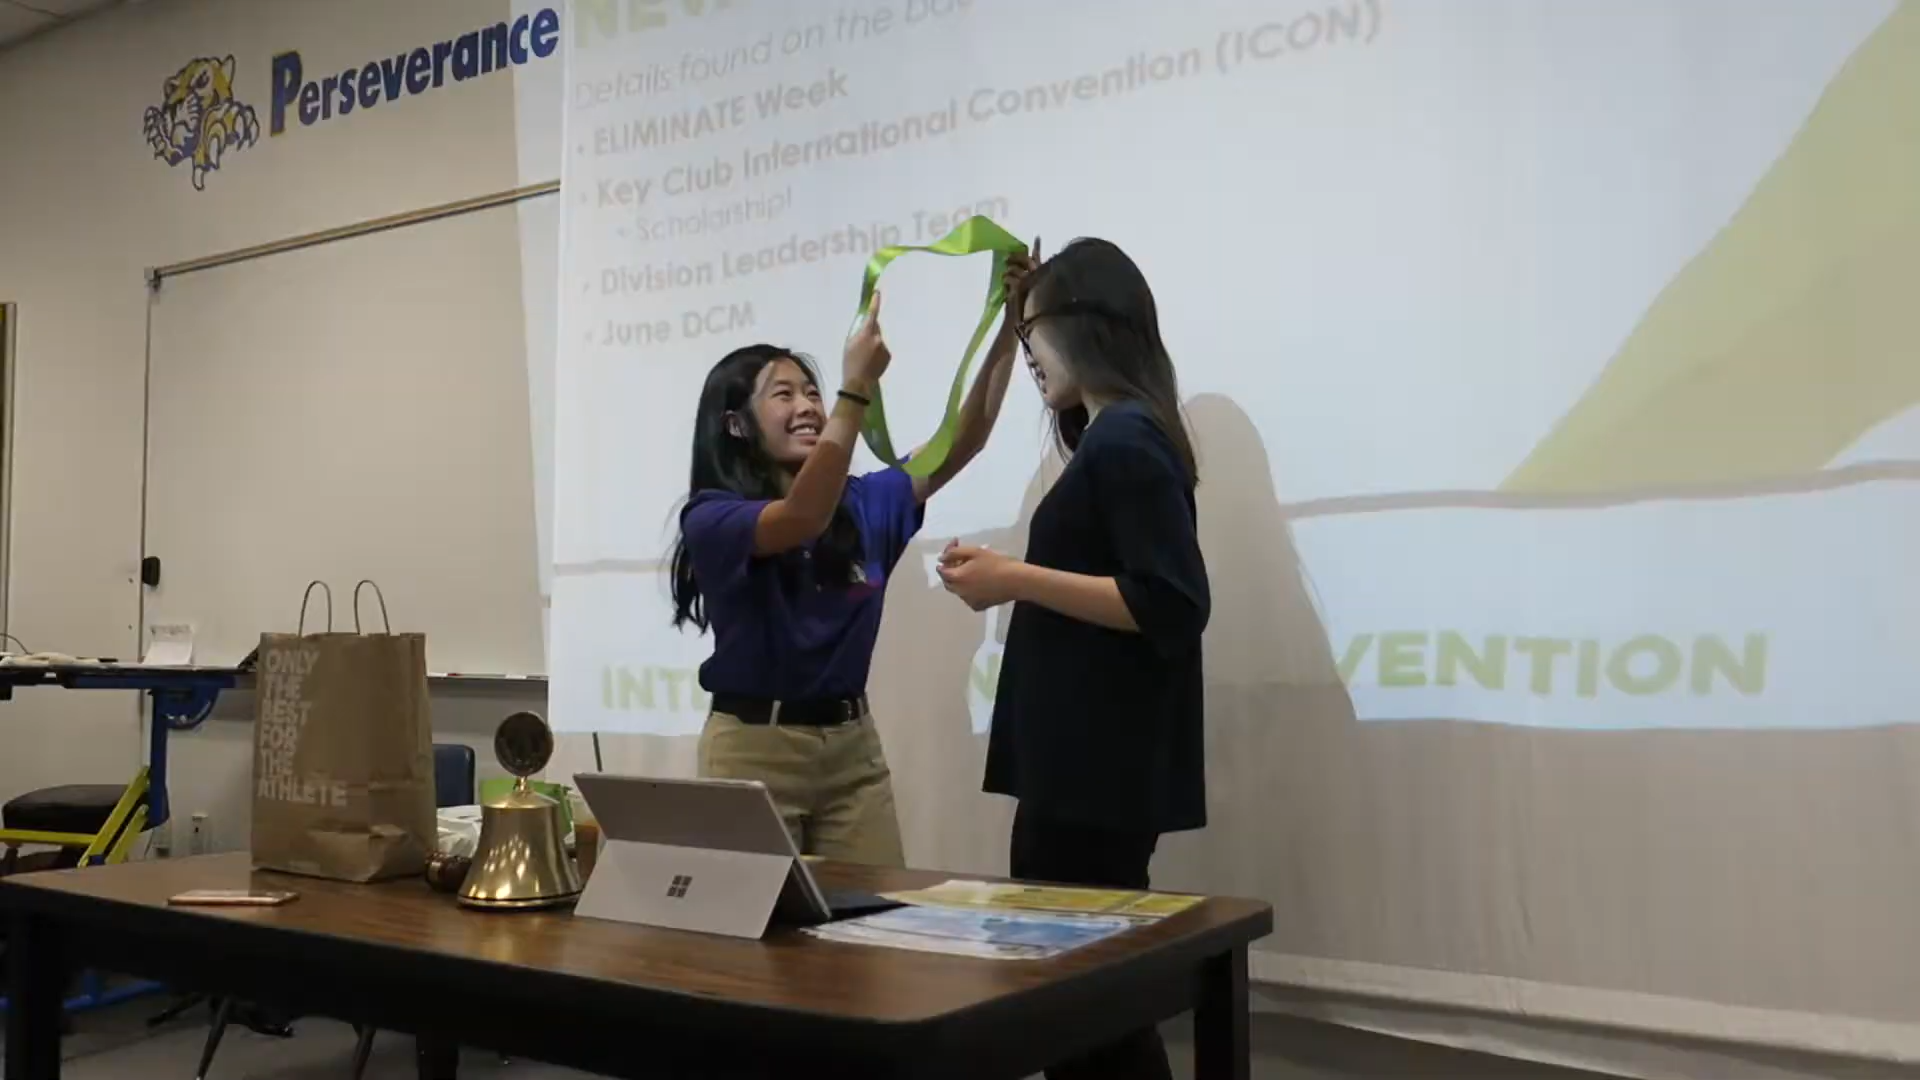 Perseverance
Details found on the
• ELIMINATE Week
• Key Club International Convention (ICON)
• Scholarship!
• Division Leadership Team
• June DCM
VENTION
ONLY
THE
BEST
FOR
THE
ATHLETE